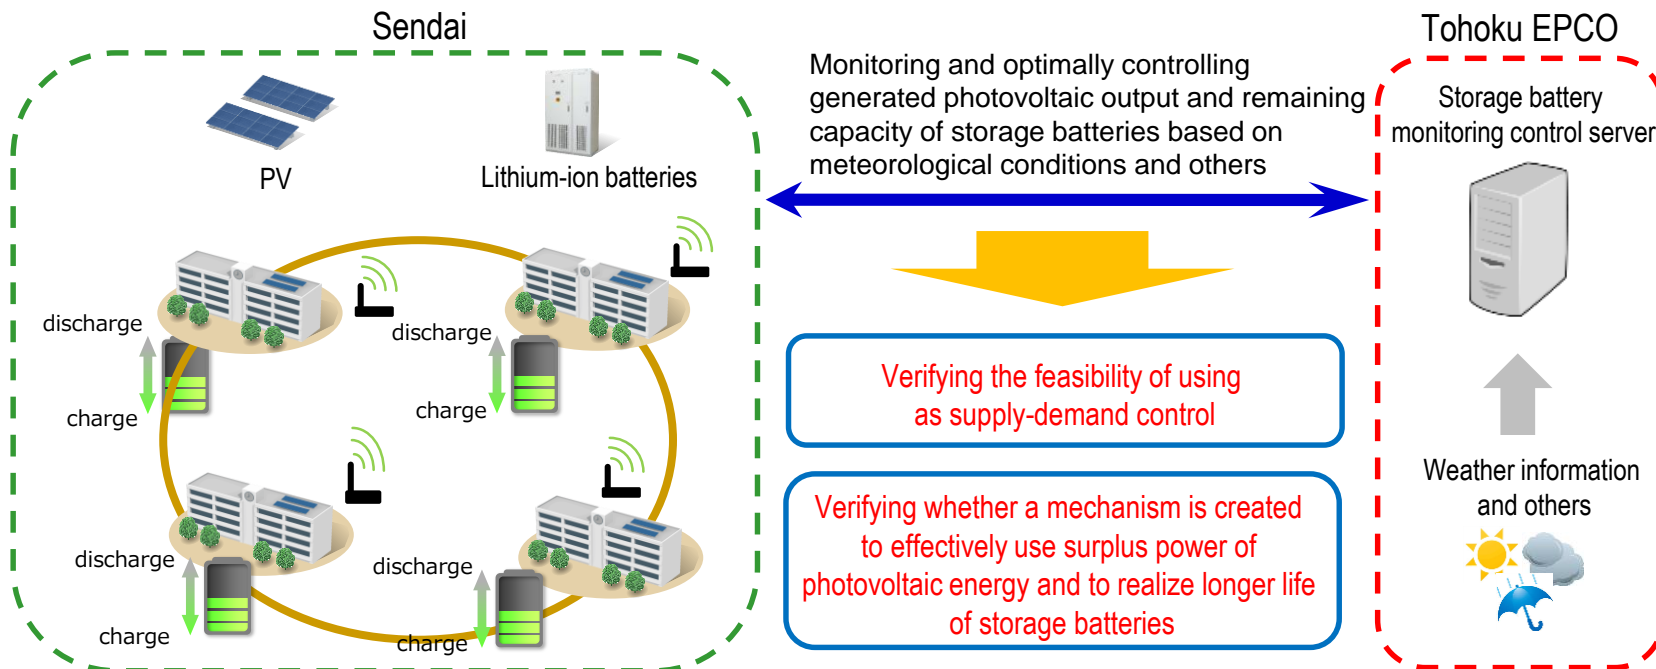 Sendai
PV
Lithium-ion batteries
discharge
charge
discharge
charge
discharge
charge
discharge
charge
Monitoring and optimally controlling
generated photovoltaic output and remaining
capacity of storage batteries based on
meteorological conditions and others
Verifying the feasibility of using
as supply-demand control
Verifying whether a mechanism is created
to effectively use surplus power of
photovoltaic energy and to realize longer life
of storage batteries
Tohoku EPCO
Storage battery
monitoring control server
Weather information
and others